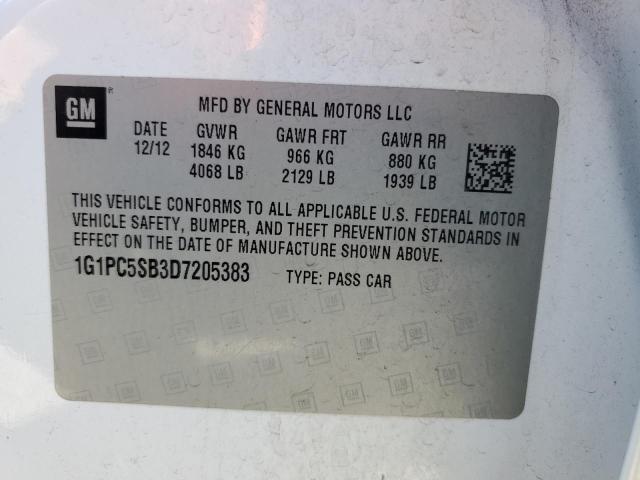 GM
MFD BY GENERAL MOTORS LLC
DATE GVWR GAWR FRT GAWR RR
12/12 1846 KG 966 KG 880 KG
4068 LB 2129 LB 1939 LB
THIS VEHICLE CONFORMS TO ALL APPLICABLE U.S. FEDERAL MOTOR
VEHICLE SAFETY, BUMPER, AND THEFT PREVENTION STANDARDS IN
EFFECT ON THE DATE OF MANUFACTURE SHOWN ABOVE.
1G1PC5SB3D7205383 TYPE: PASS CAR